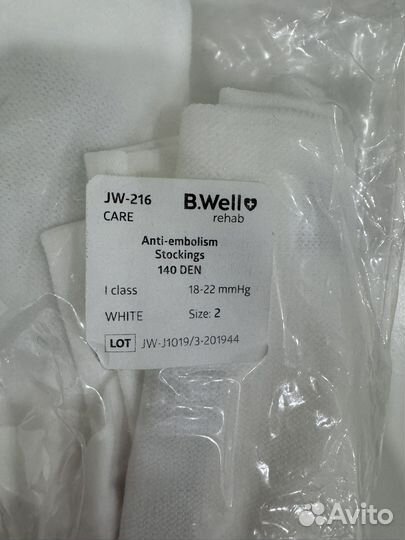 JW-216
CARE
B.Well
rehab
Anti-embolism
Stockings
140 DEN
I class 18-22 mmHg
WHITE Size: 2
LOT JW-J1019/3-201944
Avito